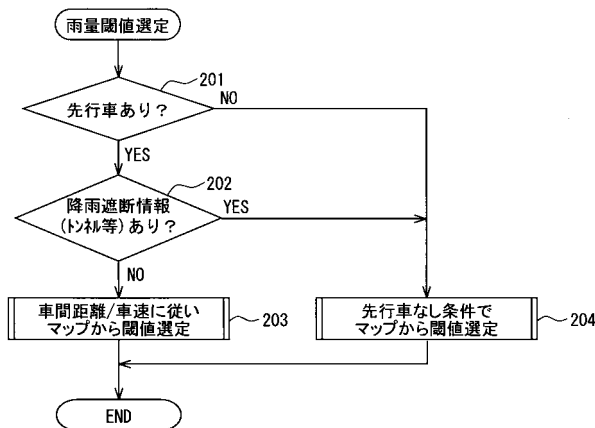 雨量閾値選定
201
先行車あり？
NO
YES
202
降雨遮断情報
(トンネル等)あり？
YES
NO
車間距離/車速に従い
マップから閾値選定
203
先行車なし条件で
マップから閾値選定
204
END